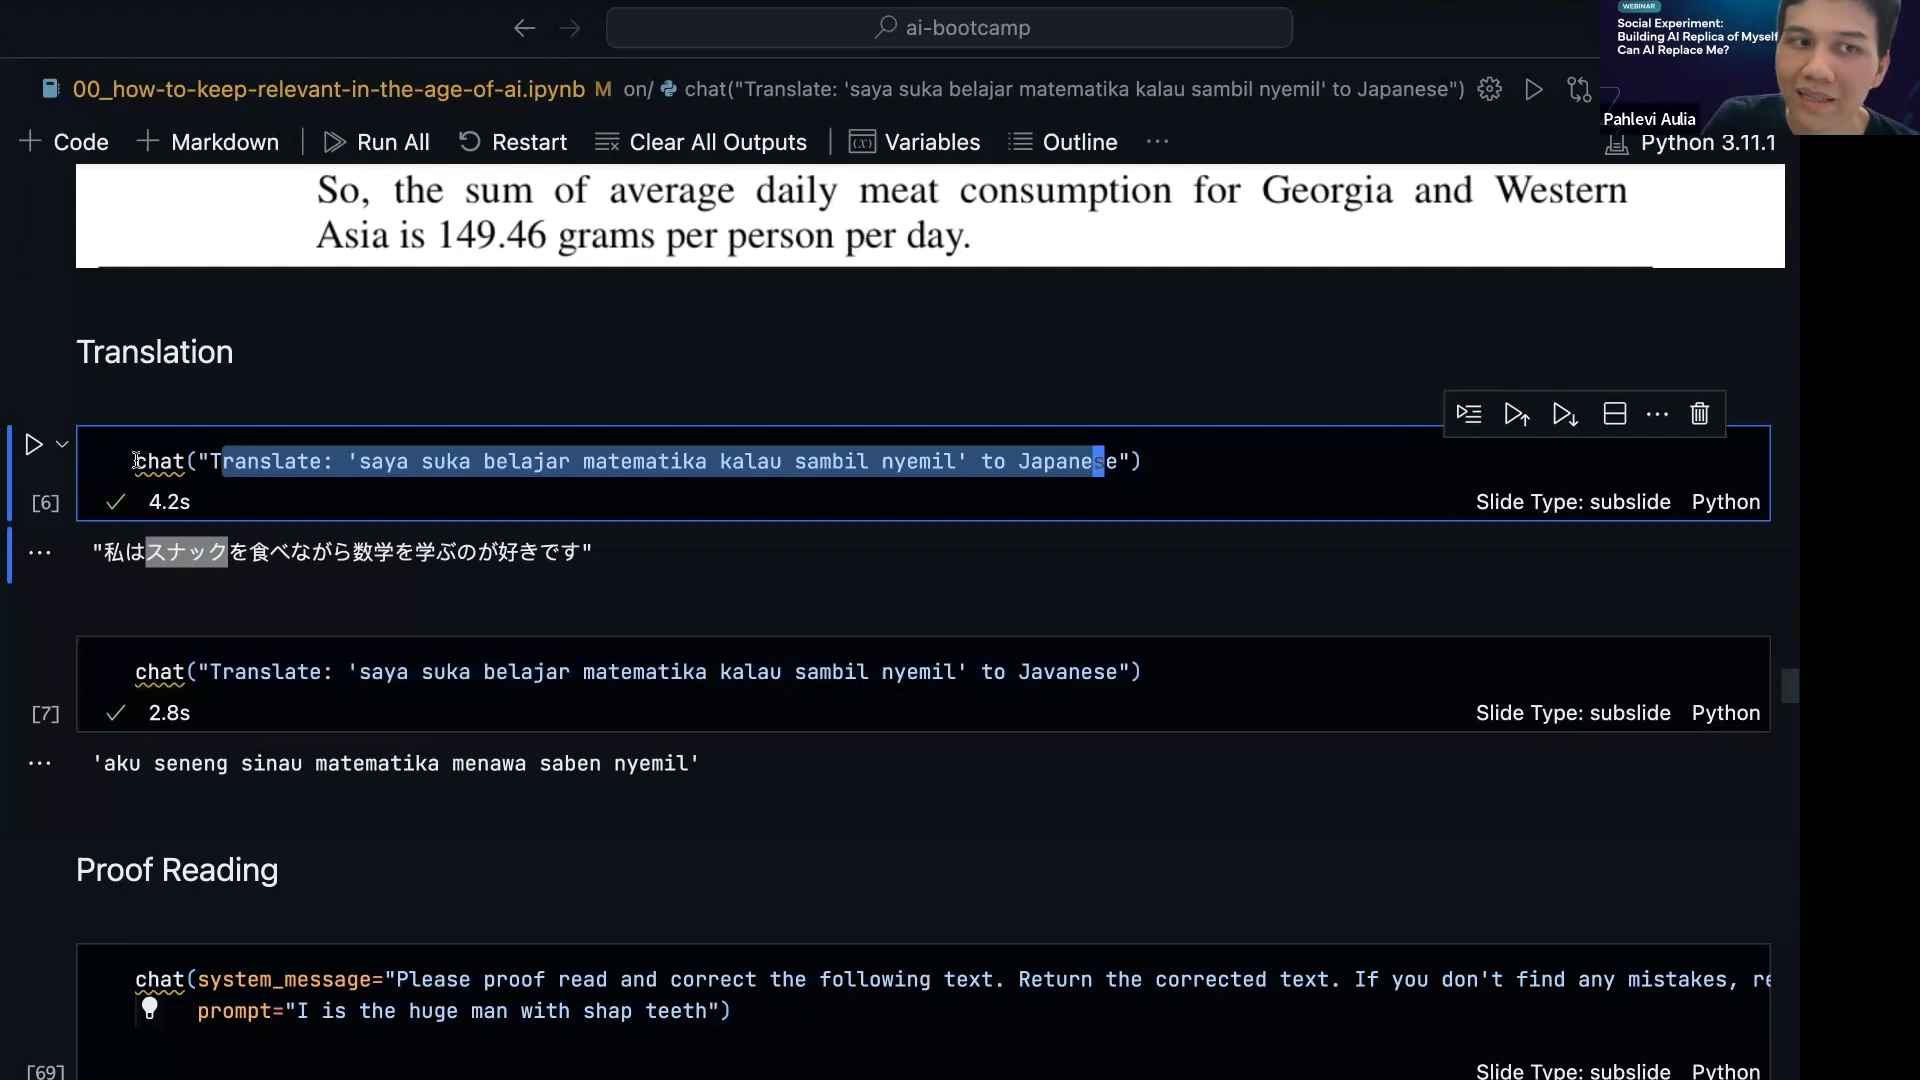 ai-bootcamp
WEBINAR
Social Experiment:
Building AI Replica of Myself
Can AI Replace Me?
Pahlevi Aulia
00_how-to-keep-relevant-in-the-age-of-ai.ipynb M on/ chat("Translate: 'saya suka belajar matematika kalau sambil nyemil' to Japanese")
Code Markdown Run All Restart Clear All Outputs Variables Outline ... Python 3.11.1
So, the sum of average daily meat consumption for Georgia and Western
Asia is 149.46 grams per person per day.
Translation
chat("Translate: 'saya suka belajar matematika kalau sambil nyemil' to Japanese")
[6] 4.2s Slide Type: subslide Python
"私はスナックを食べながら数学を学ぶのが好きです"
chat("Translate: 'saya suka belajar matematika kalau sambil nyemil' to Javanese")
[7] 2.8s Slide Type: subslide Python
'aku seneng sinau matematika menawa saben nyemil'
Proof Reading
chat(system_message="Please proof read and correct the following text. Return the corrected text. If you don't find any mistakes, re
prompt="I is the huge man with shap teeth")
[69] Slide Type: subslide Python